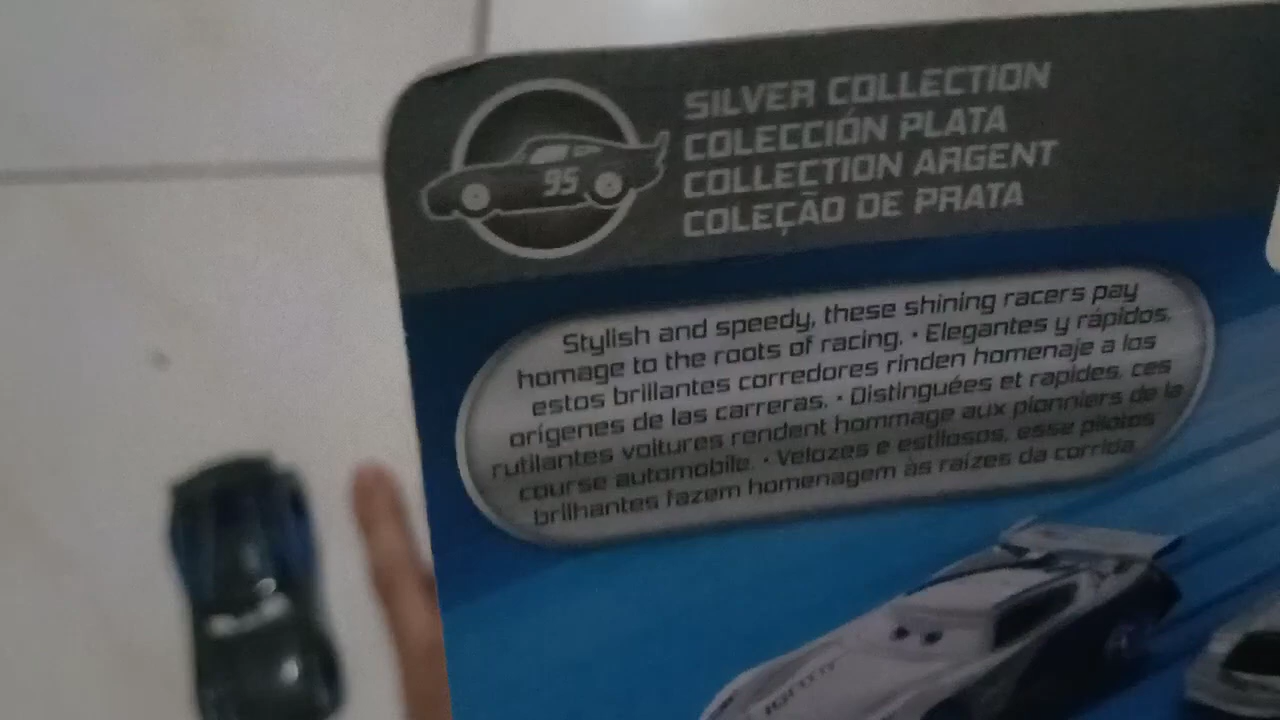 SILVER COLLECTION
COLECCIÓN PLATA
COLLECTION ARGENT
COLEÇÃO DE PRATA
95
Stylish and speedy, these shining racers pay
homage to the roots of racing. • Elegantes y rápidos,
estos brillantes corredores rinden homenaje a los
orígenes de las carreras. • Distinguées et rapides, ces
rutilantes voitures rendent hommage aux pionniers de la
course automobile. • Velozes e estilosos, esse pilotos
brilhantes fazem homenagem às raízes da corrida